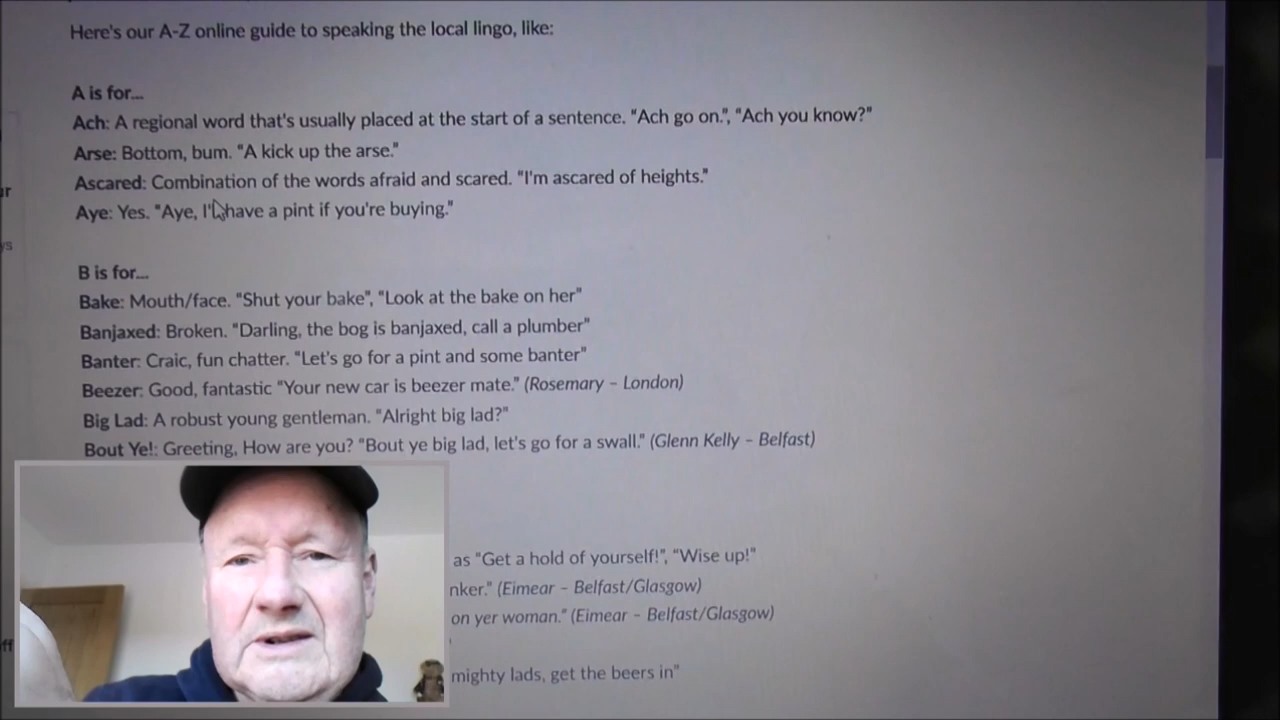 Here's our A-Z online guide to speaking the local lingo, like:
A is for...
Ach: A regional word that's usually placed at the start of a sentence. "Ach go on.", "Ach you know?"
Arse: Bottom, bum. "A kick up the arse."
Ascared: Combination of the words afraid and scared. "I'm ascared of heights."
Aye: Yes. "Aye, I'll have a pint if you're buying."
B is for...
Bake: Mouth/face. "Shut your bake", "Look at the bake on her"
Banjaxed: Broken. "Darling, the bog is banjaxed, call a plumber"
Banter: Craic, fun chatter. "Let's go for a pint and some banter"
Beezer: Good, fantastic "Your new car is beezer mate." (Rosemary – London)
Big Lad: A robust young gentleman. "Alright big lad?"
Bout Ye!: Greeting, How are you? "Bout ye big lad, let's go for a swall." (Glenn Kelly – Belfast)
as "Get a hold of yourself!", "Wise up!"
nker." (Eimear – Belfast/Glasgow)
on yer woman." (Eimear – Belfast/Glasgow)
mighty lads, get the beers in"